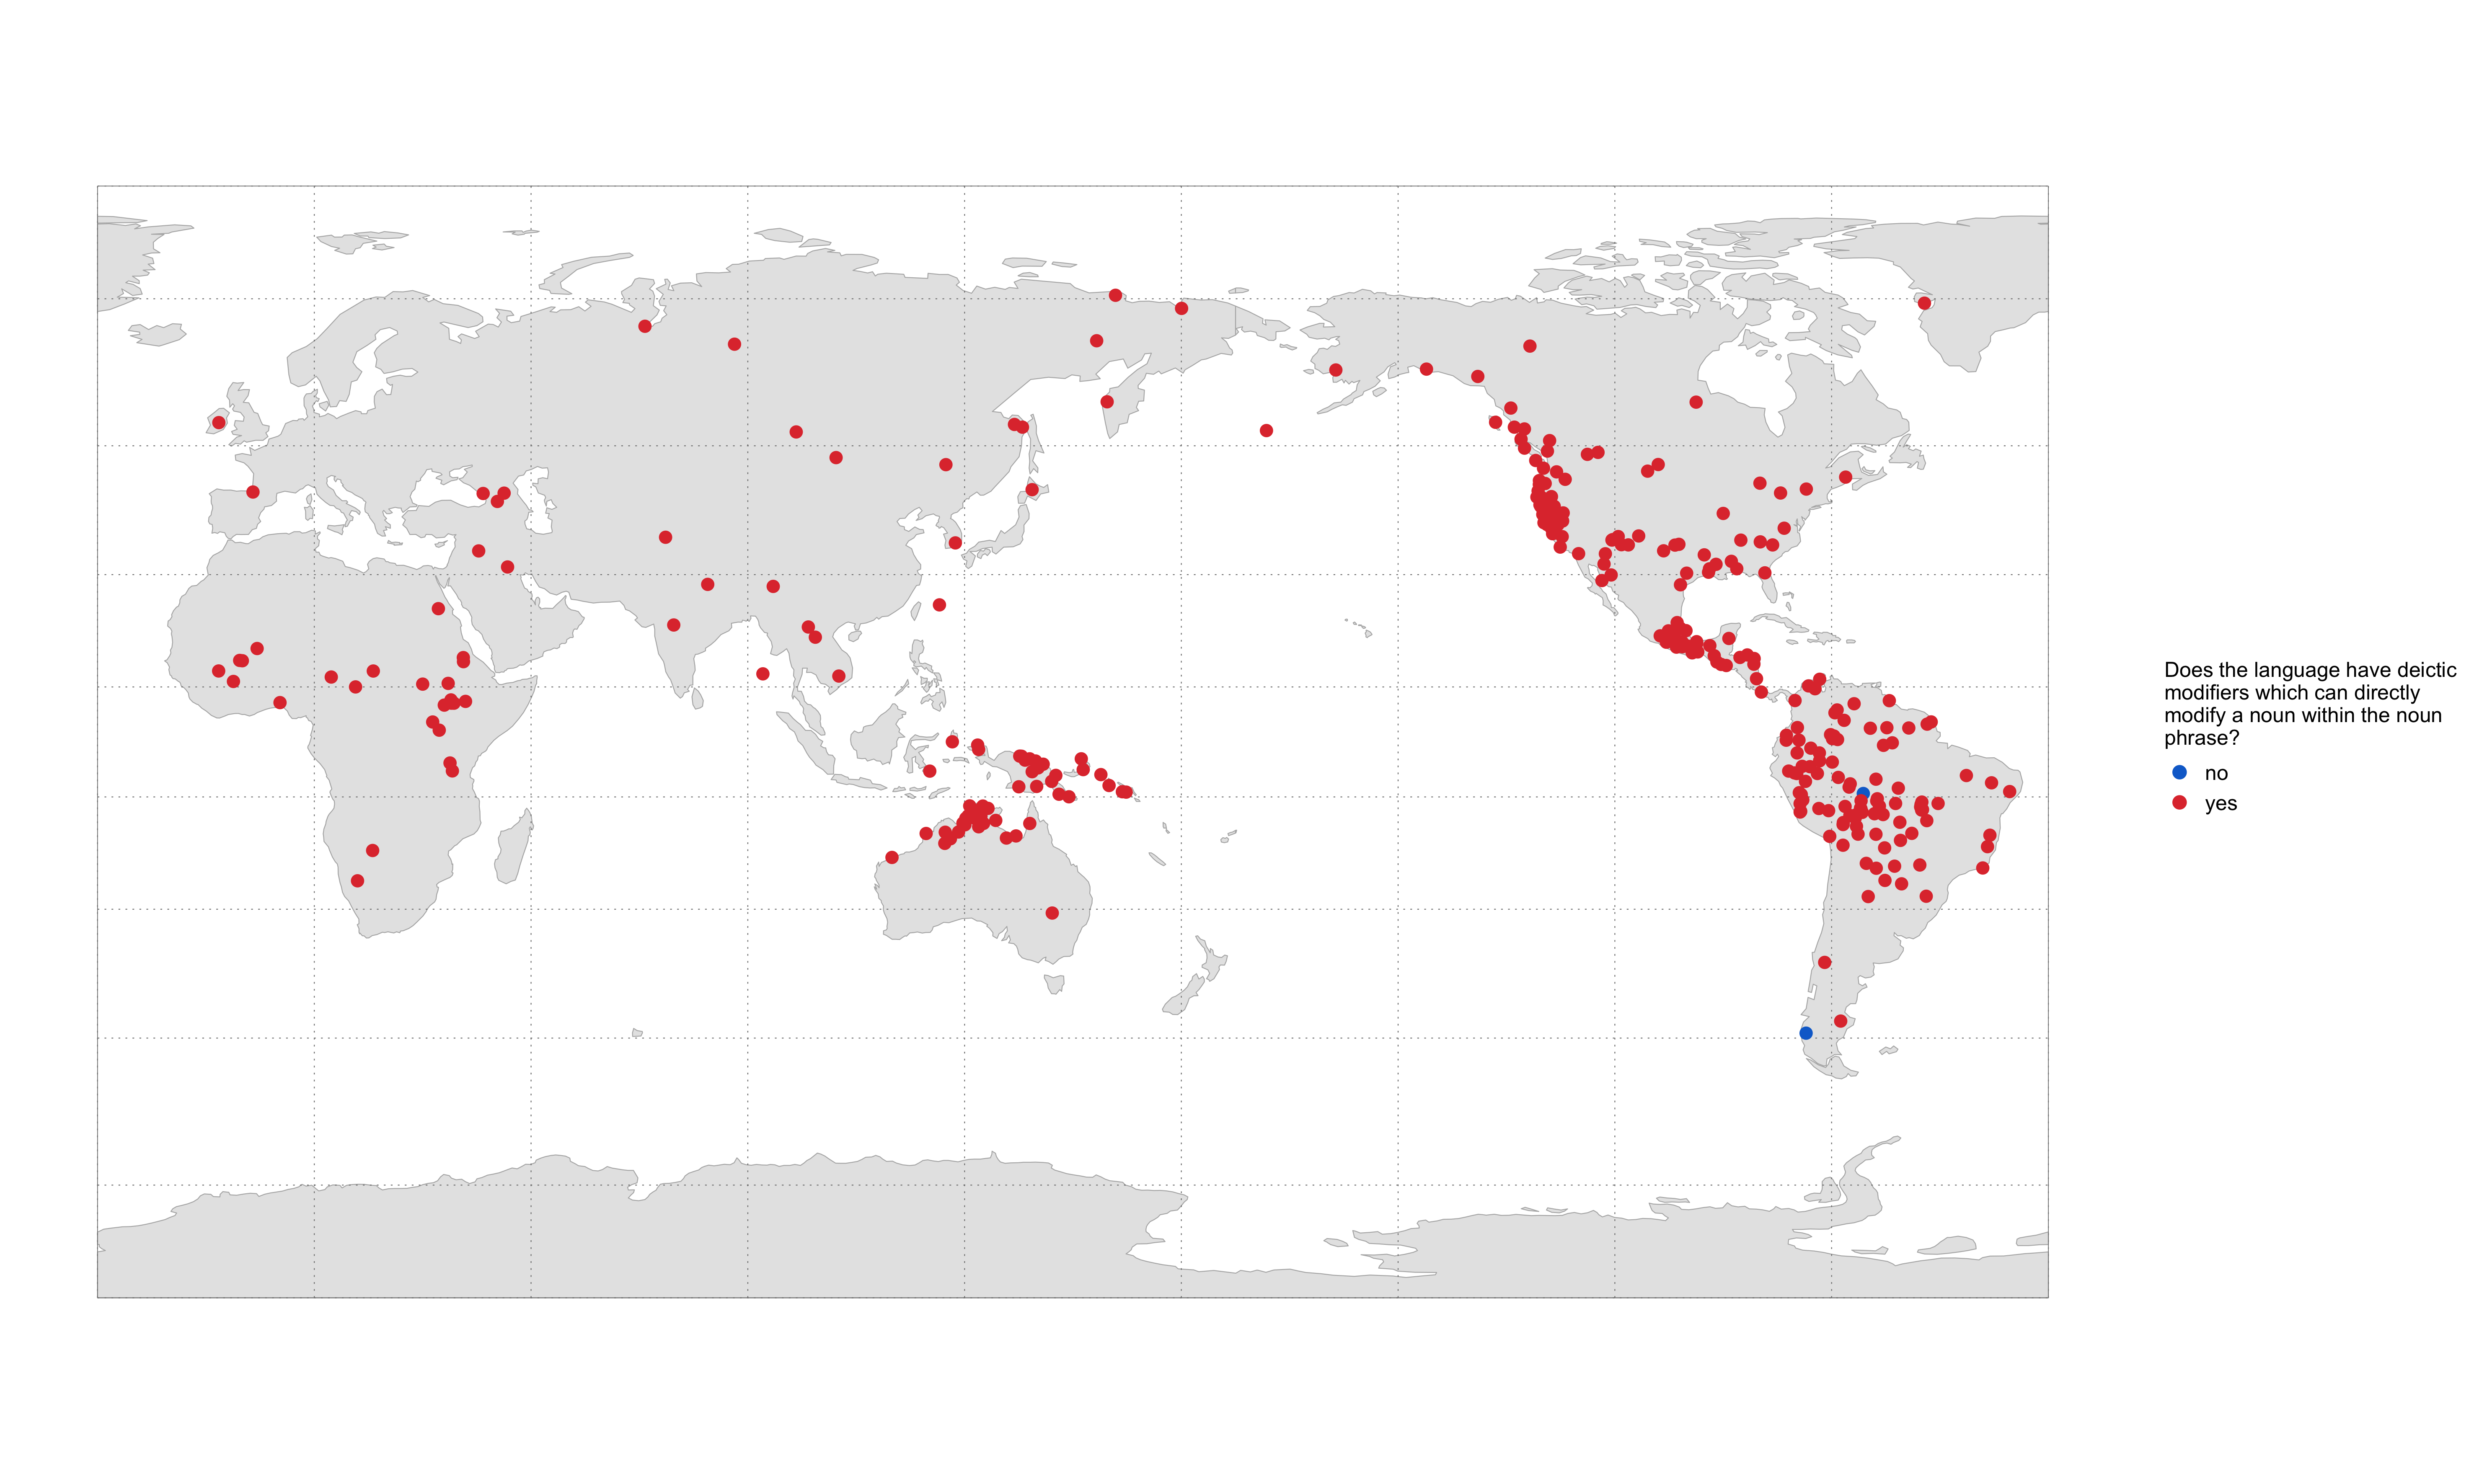 Does the language have deictic
modifiers which can directly
modify a noun within the noun
phrase?
no
yes